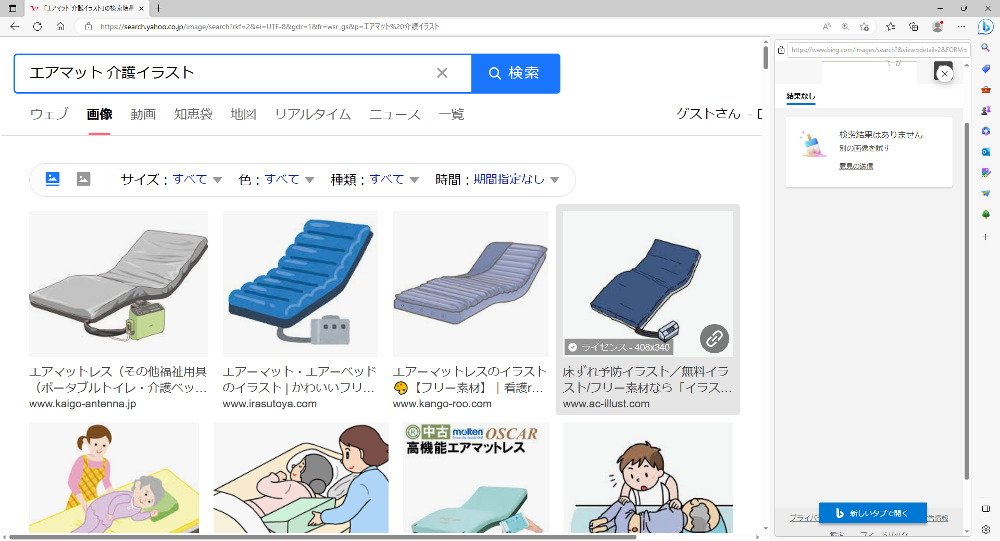 「エアマット 介護イラスト」の検索結果
https://search.yahoo.co.jp/image/search?rkf=2&ei=UTF-8&gdr=1&fr=wsr_gs&p=エアマット%20介護イラスト
https://www.bing.com/images/search?&view=detailv2&FORM=
エアマット 介護イラスト
検索
ウェブ 画像 動画 知恵袋 地図 リアルタイム ニュース 一覧
ゲストさん -
結果なし
検索結果はありません
別の画像を試す
意見の送信
サイズ：すべて 色：すべて 種類：すべて 時間：期間指定なし
ライセンス - 408x340
エアマットレス（その他福祉用具
（ポータブルトイレ・介護ベッ...
www.kaigo-antenna.jp
エアーマット・エアーベッド
のイラスト | かわいいフリ...
www.irasutoya.com
エアーマットレスのイラスト
🎨【フリー素材】｜看護r...
www.kango-roo.com
床ずれ予防イラスト／無料イラ
スト/フリー素材なら「イラス...
www.ac-illust.com
Ⓡ中古 molten OSCAR
高機能エアマットレス
新しいタブで開く
プライバシ
告情報
設定 フィードバック